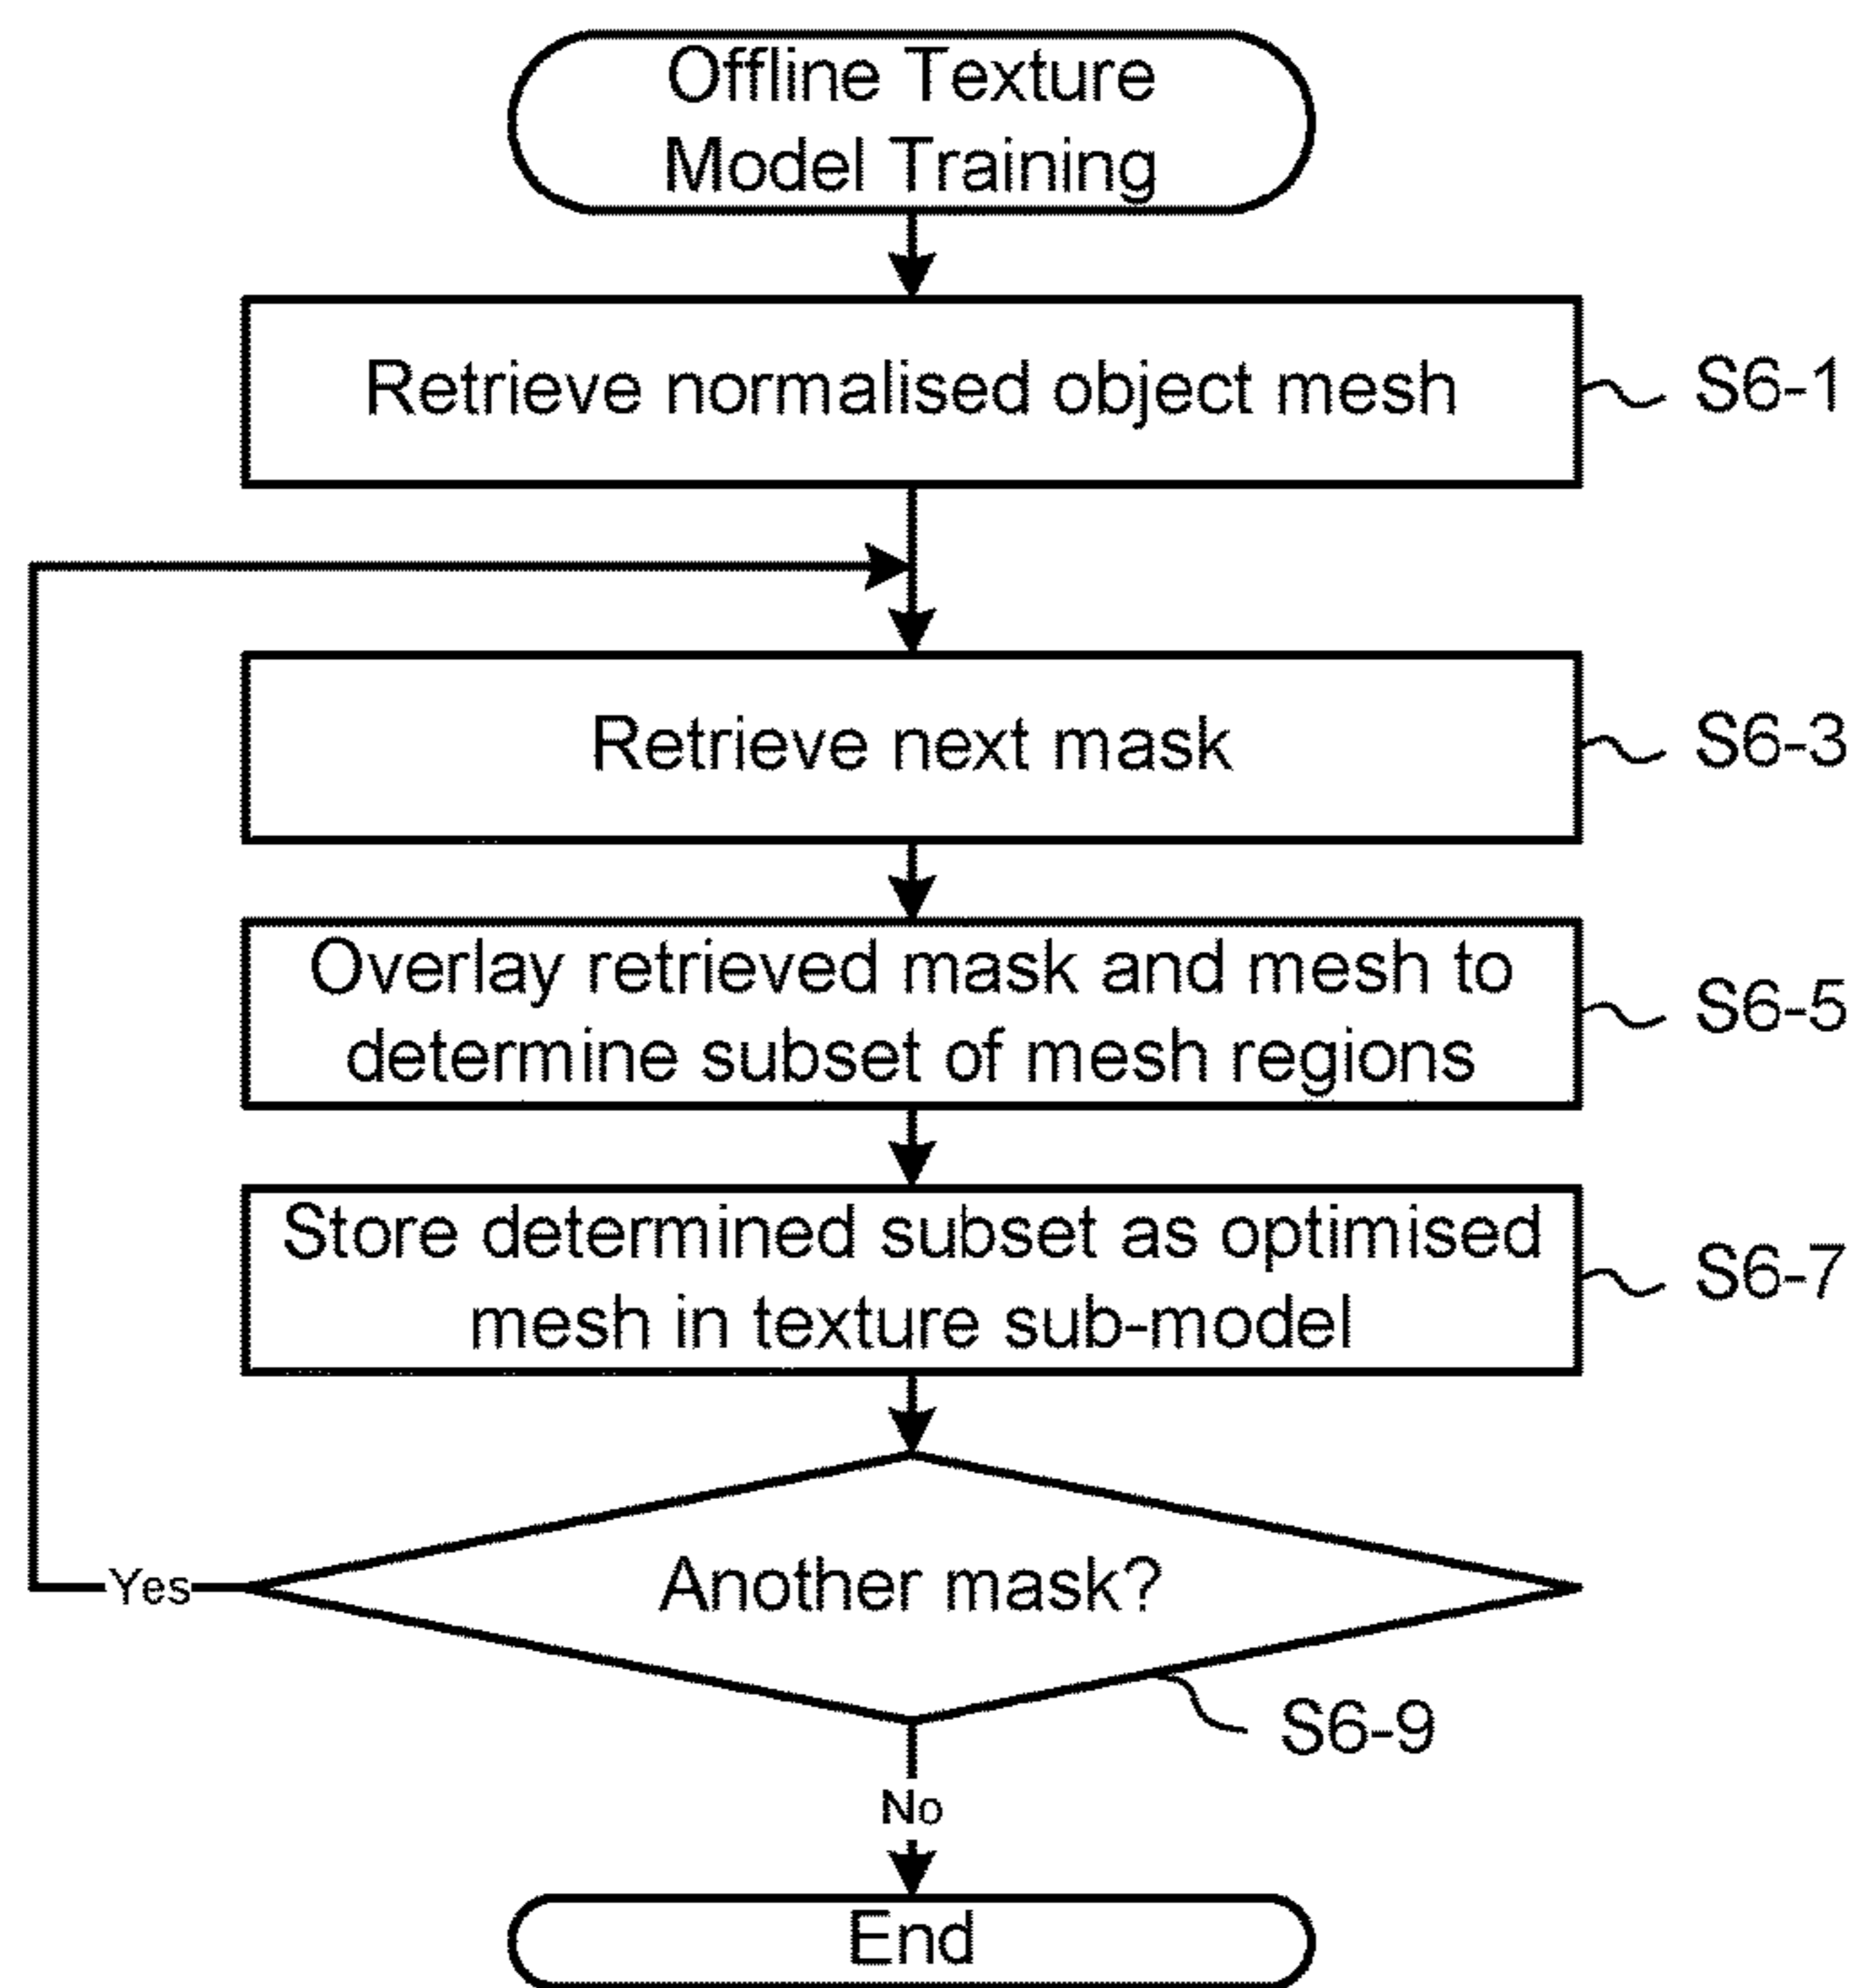 Offline Texture
Model Training
Retrieve normalised object mesh
S6-1
Retrieve next mask
S6-3
Overlay retrieved mask and mesh to
determine subset of mesh regions
S6-5
Store determined subset as optimised
mesh in texture sub-model
S6-7
Another mask?
Yes
S6-9
No
End